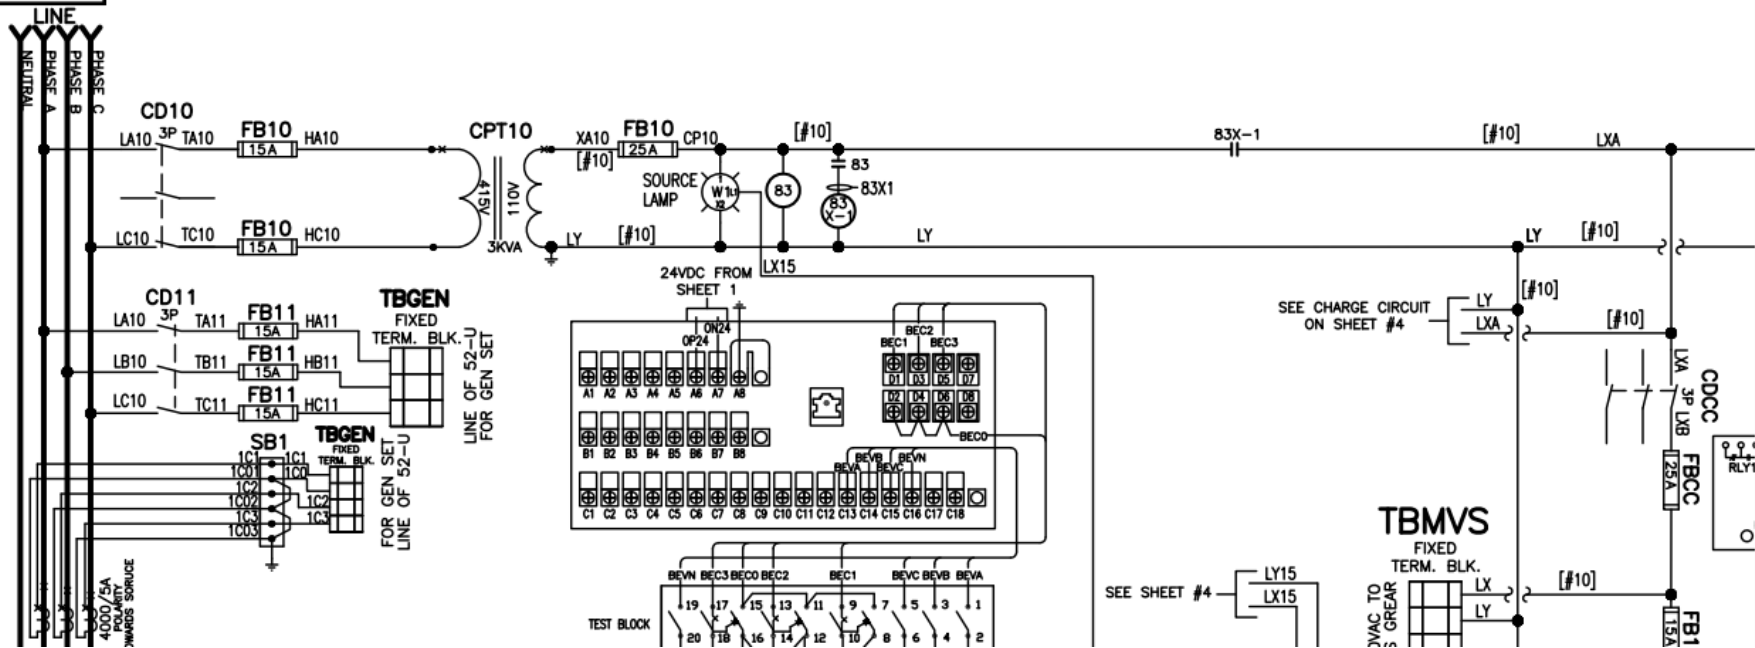 LINE
NEUTRAL
PHASE A
PHASE B
PHASE C
CD10
3P
LA10
TA10
FB10
15A
HA10
CPT10
415V
110V
3KVA
XA10
[#10]
FB10
25A
CP10
[#10]
83X-1
[#10]
LXA
SOURCE
LAMP
W1
L1
X2
83
83
83X1
83
X-1
LC10
TC10
FB10
15A
HC10
LY
[#10]
LY
LY
[#10]
LX15
24VDC FROM
SHEET 1
ON24
OP24
CD11
3P
LA10
TA11
FB11
15A
HA11
LB10
TB11
FB11
15A
HB11
LC10
TC11
FB11
15A
HC11
TBGEN
FIXED
TERM. BLK.
LINE OF 52-U
FOR GEN SET
SB1
1C1
1C01
1C2
1C02
1C3
1C03
1C1
1C0
1C2
1C3
TBGEN
FIXED
TERM. BLK.
FOR GEN SET
LINE OF 52-U
4000/5A
POLARITY
OWARDS SORUCE
A1 A2 A3 A4 A5 A6 A7 A8
B1 B2 B3 B4 B5 B6 B7 B8
C1 C2 C3 C4 C5 C6 C7 C8 C9 C10 C11 C12 C13 C14 C15 C16 C17 C18
BEC1
BEC2
BEC3
D1 D3 D5 D7
D2 D4 D6 D8
BEC0
BEVA
BEVB
BEVC
BEVN
BEVN BEC3 BEC0 BEC2 BEC1 BEVC BEVB BEVA
TEST BLOCK
19 17 15 13 11 9 7 5 3 1
20 18 16 14 12 10 8 6 4 2
SEE CHARGE CIRCUIT
ON SHEET #4
LY
LXA
[#10]
[#10]
LXA
3P
LXB
CDCC
FBCC
25A
RLY1
SEE SHEET #4
LY15
LX15
TBMVS
FIXED
TERM. BLK.
LX
LY
[#10]
15A